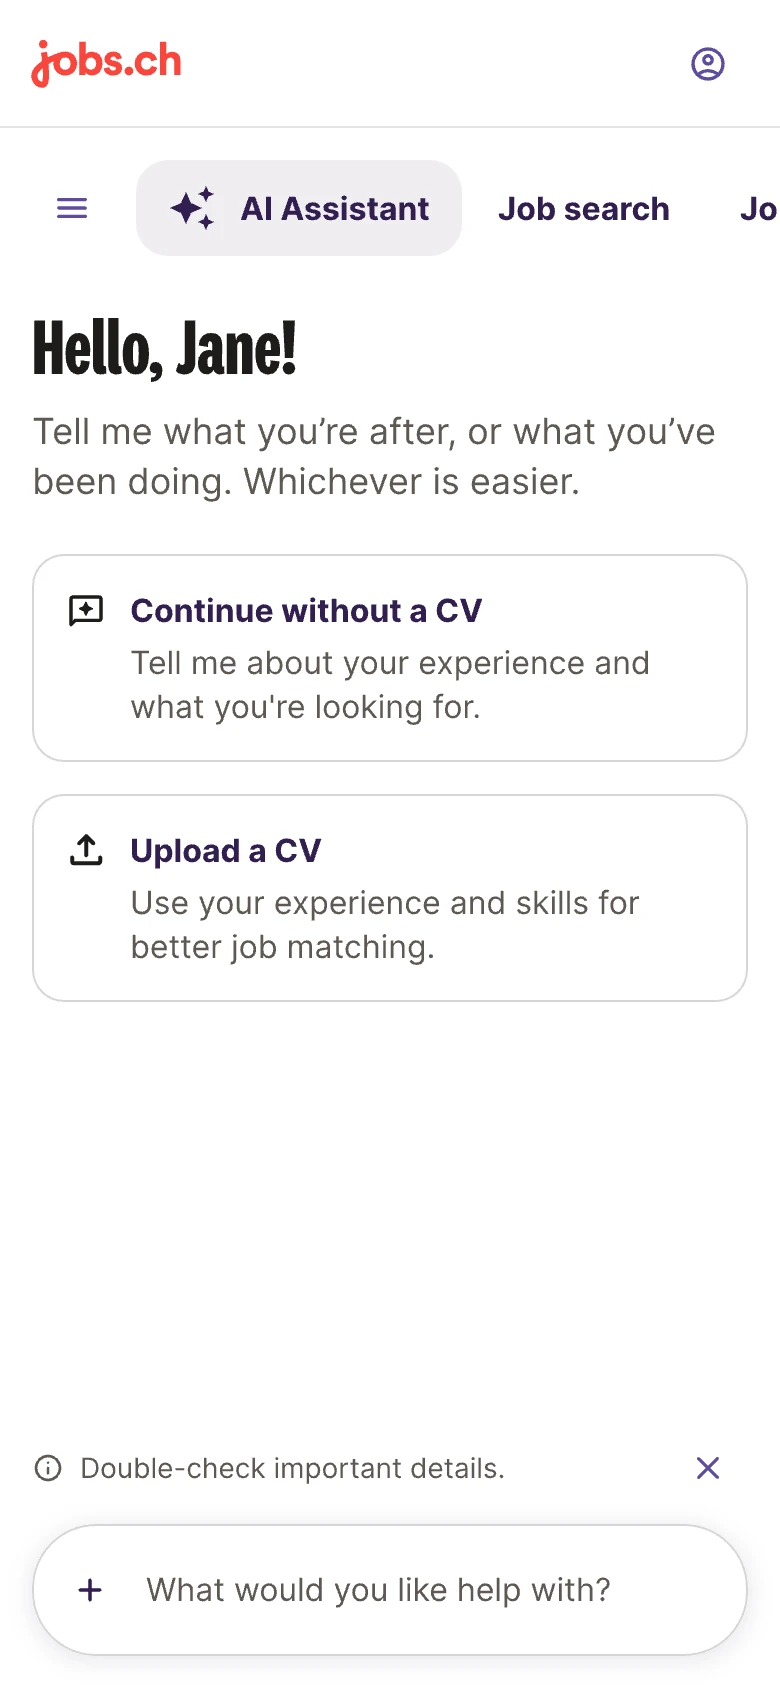 jobs.ch
AI Assistant
Job search
Jo
Hello, Jane!
Tell me what you’re after, or what you’ve
been doing. Whichever is easier.
Continue without a CV
Tell me about your experience and
what you're looking for.
Upload a CV
Use your experience and skills for
better job matching.
Double-check important details.
What would you like help with?